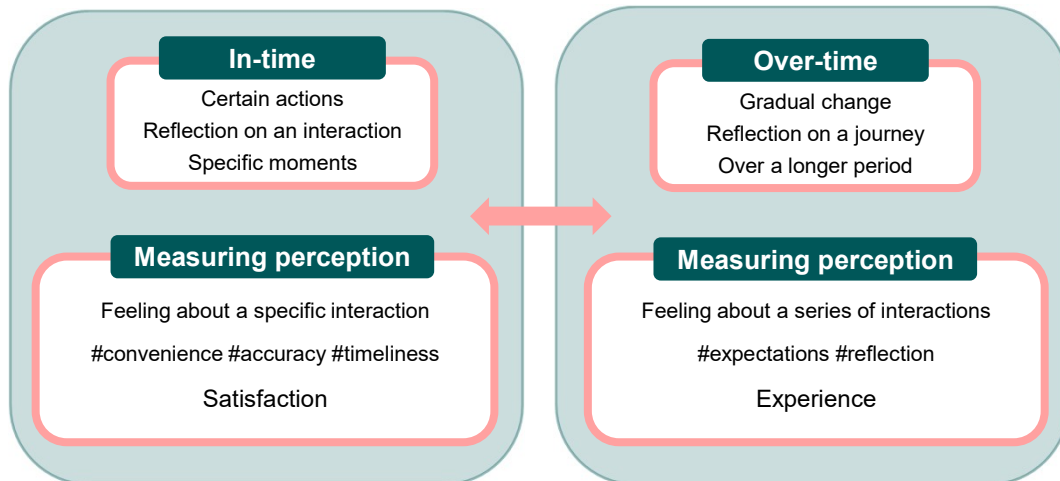 In-time
Certain actions
Reflection on an interaction
Specific moments
Measuring perception
Feeling about a specific interaction
#convenience #accuracy #timeliness
Satisfaction
Over-time
Gradual change
Reflection on a journey
Over a longer period
Measuring perception
Feeling about a series of interactions
#expectations #reflection
Experience